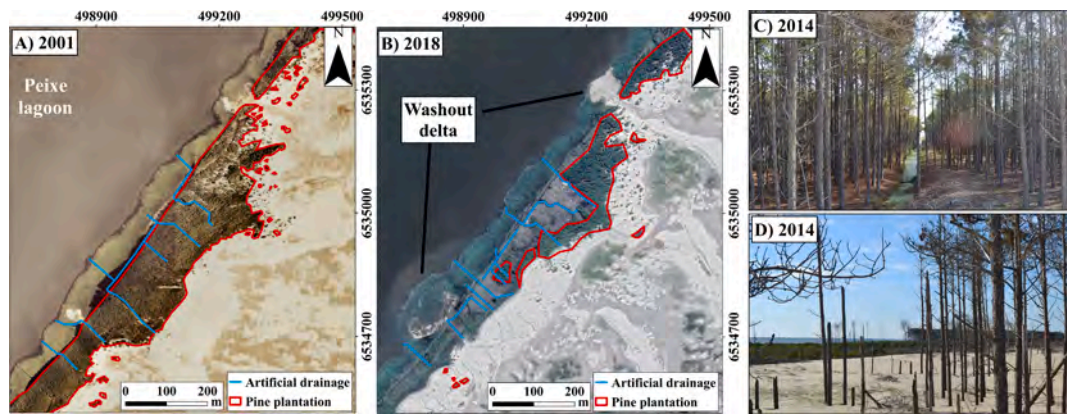 498900 499200 499500 498900 499200 499500
A) 2001
N
Peixe
lagoon
6535300
6535000
6534700
Artificial drainage
Pine plantation
0 100 200
m
B) 2018
N
Washout
delta
6535300
6535000
6534700
Artificial drainage
Pine plantation
0 100 200
m
C) 2014
D) 2014